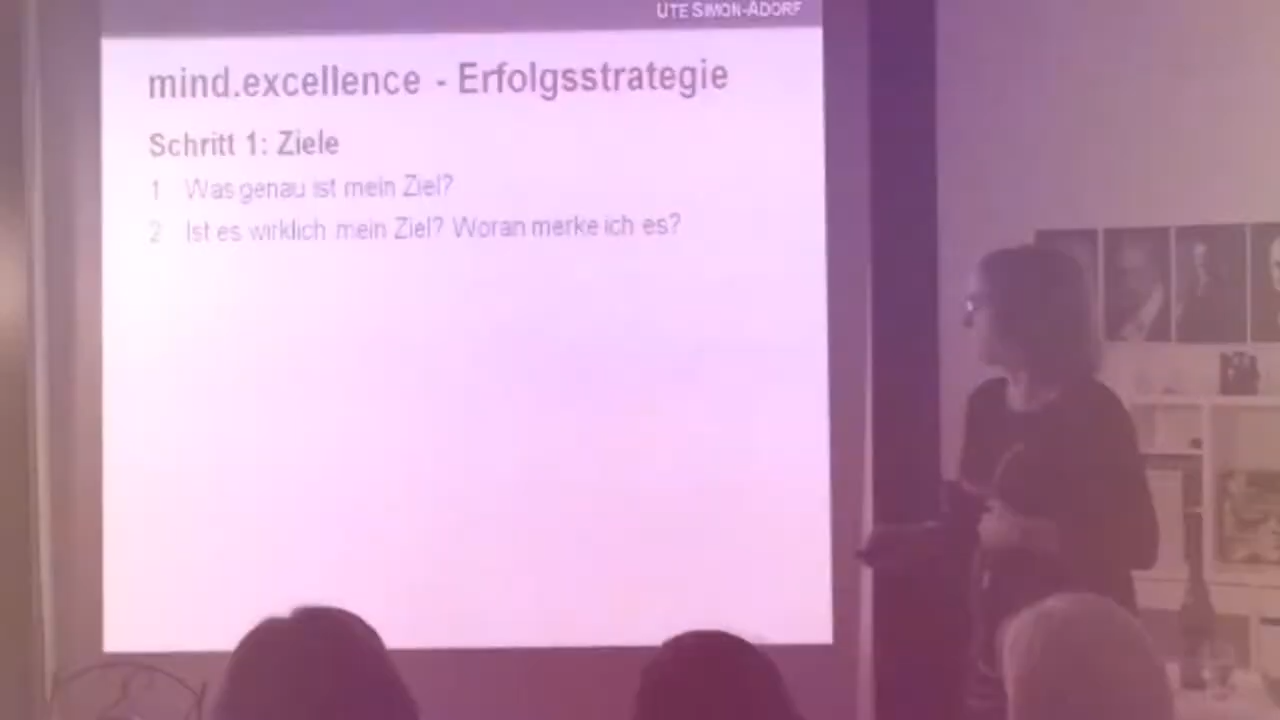 UTE SIMON-ADORF
mind.excellence - Erfolgsstrategie
Schritt 1: Ziele
1 Was genau ist mein Ziel?
2 Ist es wirklich mein Ziel? Woran merke ich es?